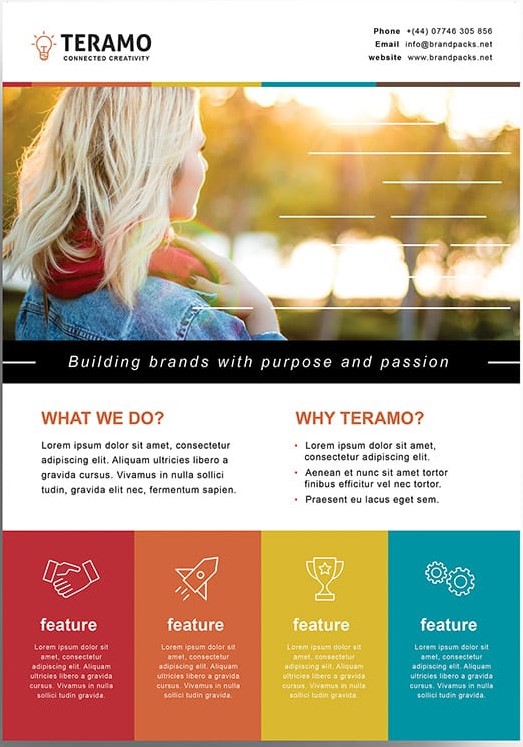 TERAMO
CONNECTED CREATIVITY
Phone +(44) 07746 305 856
Email info@brandpacks.net
website www.brandpacks.net
Building brands with purpose and passion
WHAT WE DO?
Lorem ipsum dolor sit amet, consectetur
adipiscing elit. Aliquam ultricies libero a
gravida cursus. Vivamus in nulla sollici
tudin, gravida elit nec, fermentum sapien.
WHY TERAMO?
• Lorem ipsum dolor sit amet,
consectetur adipiscing elit.
• Aenean et nunc sit amet tortor
finibus efficitur vel nec tortor.
• Praesent eu lacus eget sem.
feature
Lorem ipsum dolor sit
amet, consectetur
adipiscing elit. Aliquam
ultricies libero a gravida
cursus. Vivamus in nulla
sollici tudin gravida.
feature
Lorem ipsum dolor sit
amet, consectetur
adipiscing elit. Aliquam
ultricies libero a gravida
cursus. Vivamus in nulla
sollici tudin gravida.
feature
Lorem ipsum dolor sit
amet, consectetur
adipiscing elit. Aliquam
ultricies libero a gravida
cursus. Vivamus in nulla
sollici tudin gravida.
feature
Lorem ipsum dolor sit
amet, consectetur
adipiscing elit. Aliquam
ultricies libero a gravida
cursus. Vivamus in nulla
sollici tudin gravida.